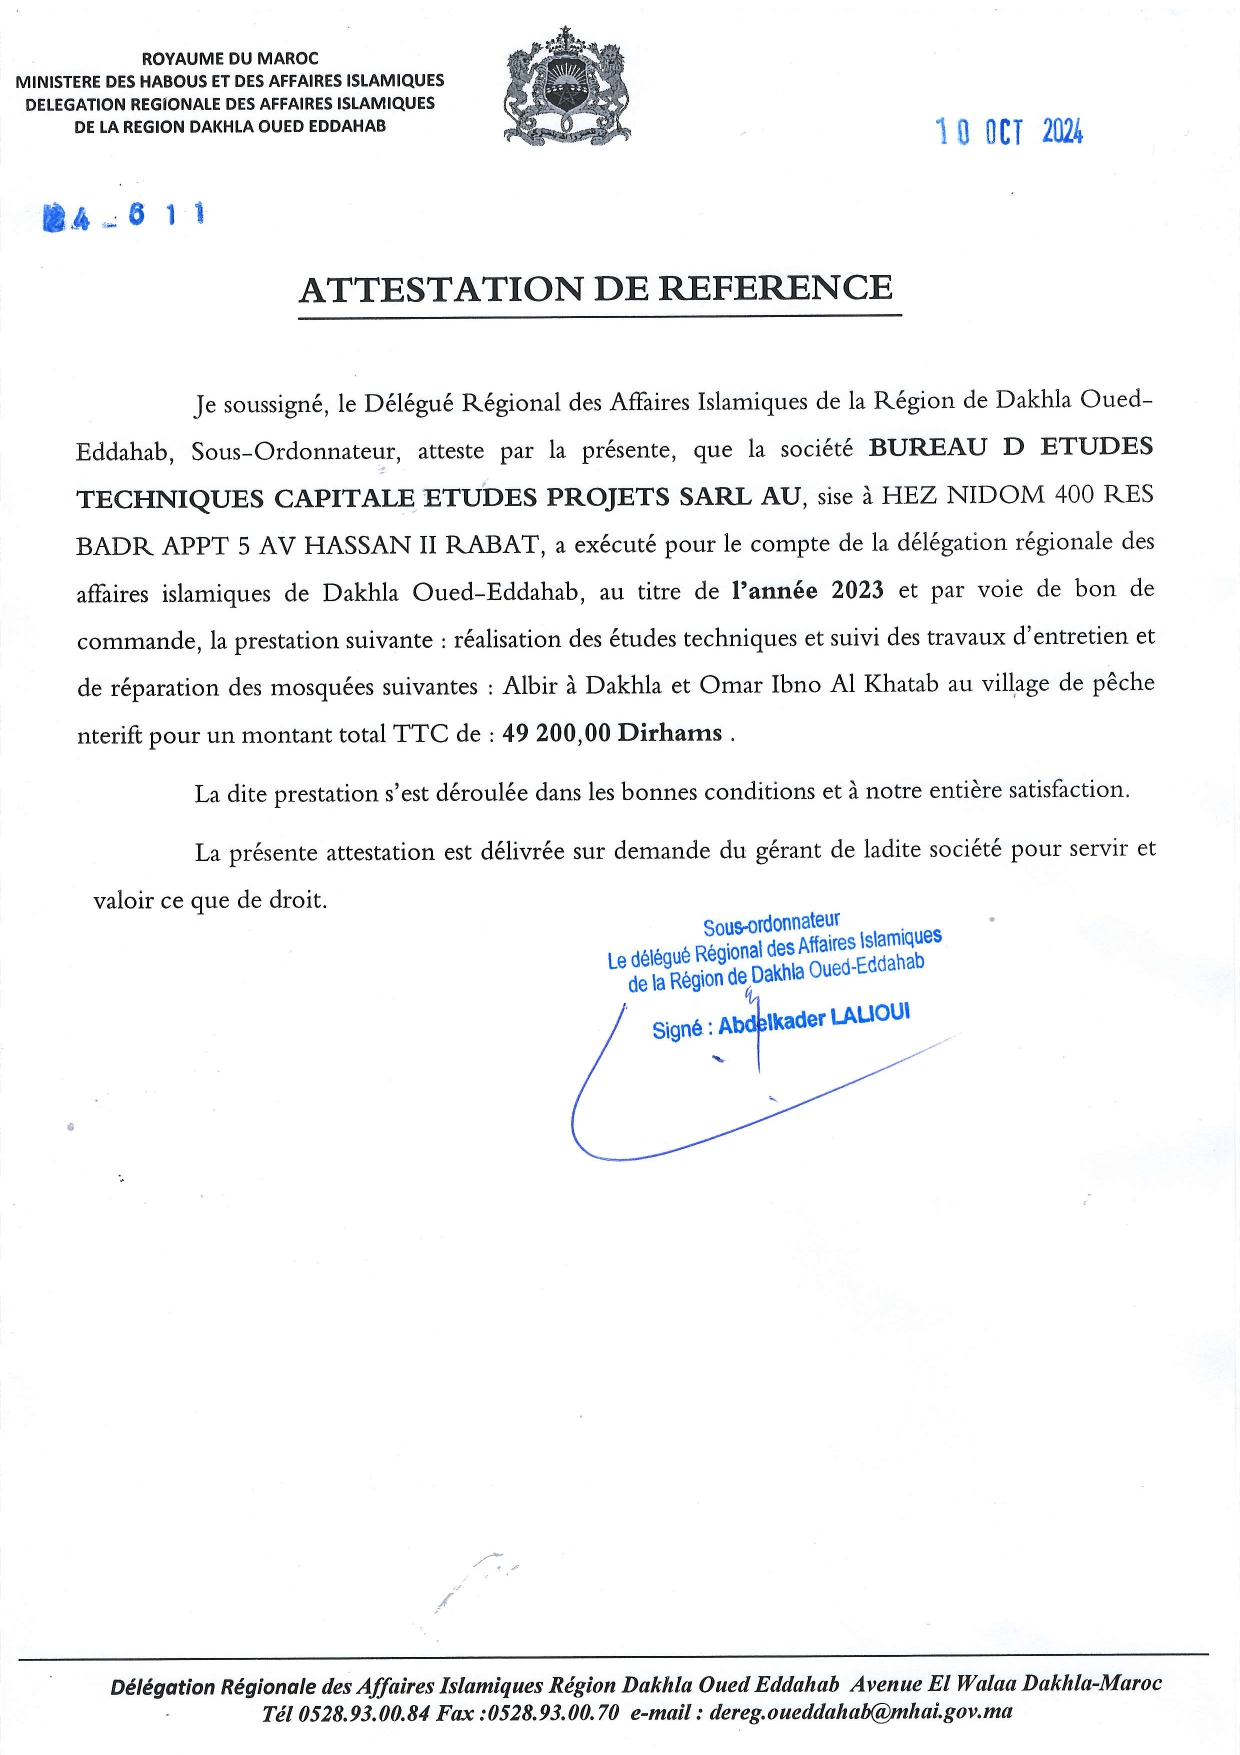 ROYAUME DU MAROC
MINISTERE DES HABOUS ET DES AFFAIRES ISLAMIQUES
DELEGATION REGIONALE DES AFFAIRES ISLAMIQUES
DE LA REGION DAKHLA OUED EDDAHAB
10 OCT 2024
24_611
ATTESTATION DE REFERENCE
Je soussigné, le Délégué Régional des Affaires Islamiques de la Région de Dakhla Oued-
Eddahab, Sous-Ordonnateur, atteste par la présente, que la société BUREAU D ETUDES
TECHNIQUES CAPITALE ETUDES PROJETS SARL AU, sise à HEZ NIDOM 400 RES
BADR APPT 5 AV HASSAN II RABAT, a exécuté pour le compte de la délégation régionale des
affaires islamiques de Dakhla Oued-Eddahab, au titre de l'année 2023 et par voie de bon de
commande, la prestation suivante : réalisation des études techniques et suivi des travaux d'entretien et
de réparation des mosquées suivantes : Albir à Dakhla et Omar Ibno Al Khatab au village de pêche
nterift pour un montant total TTC de : 49 200,00 Dirhams .
La dite prestation s'est déroulée dans les bonnes conditions et à notre entière satisfaction.
La présente attestation est délivrée sur demande du gérant de ladite société pour servir et
valoir ce que de droit.
Sous-ordonnateur
Le délégué Régional des Affaires Islamiques
de la Région de Dakhla Oued-Eddahab
Signé : Abdelkader LALIOUI
Délégation Régionale des Affaires Islamiques Région Dakhla Oued Eddahab Avenue El Walaa Dakhla-Maroc
Tél 0528.93.00.84 Fax :0528.93.00.70 e-mail : dereg.oueddahab@mhai.gov.ma